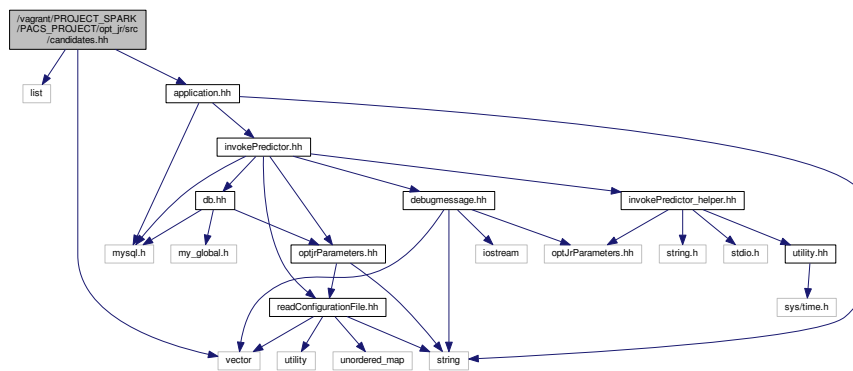 /vagrant/PROJECT_SPARK
/PACS_PROJECT/opt_jr/src
/candidates.hh
list
application.hh
invokePredictor.hh
db.hh
debugmessage.hh
invokePredictor_helper.hh
mysql.h
my_global.h
optjrParameters.hh
iostream
optJrParameters.hh
string.h
stdio.h
utility.hh
readConfigurationFile.hh
sys/time.h
vector
utility
unordered_map
string